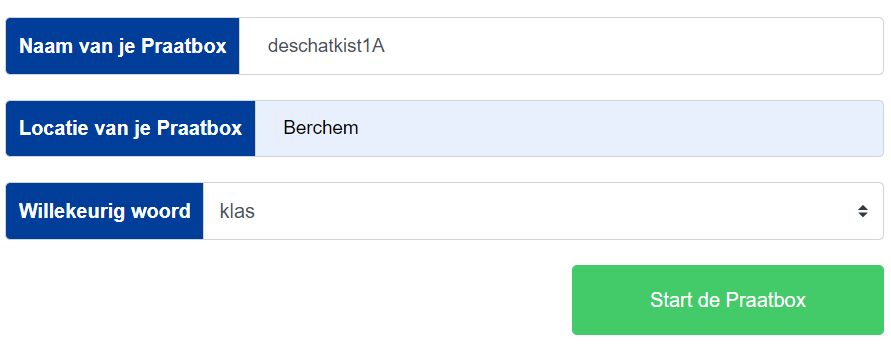 Naam van je Praatbox deschatkist1A
Locatie van je Praatbox Berchem
Willekeurig woord klas
Start de Praatbox